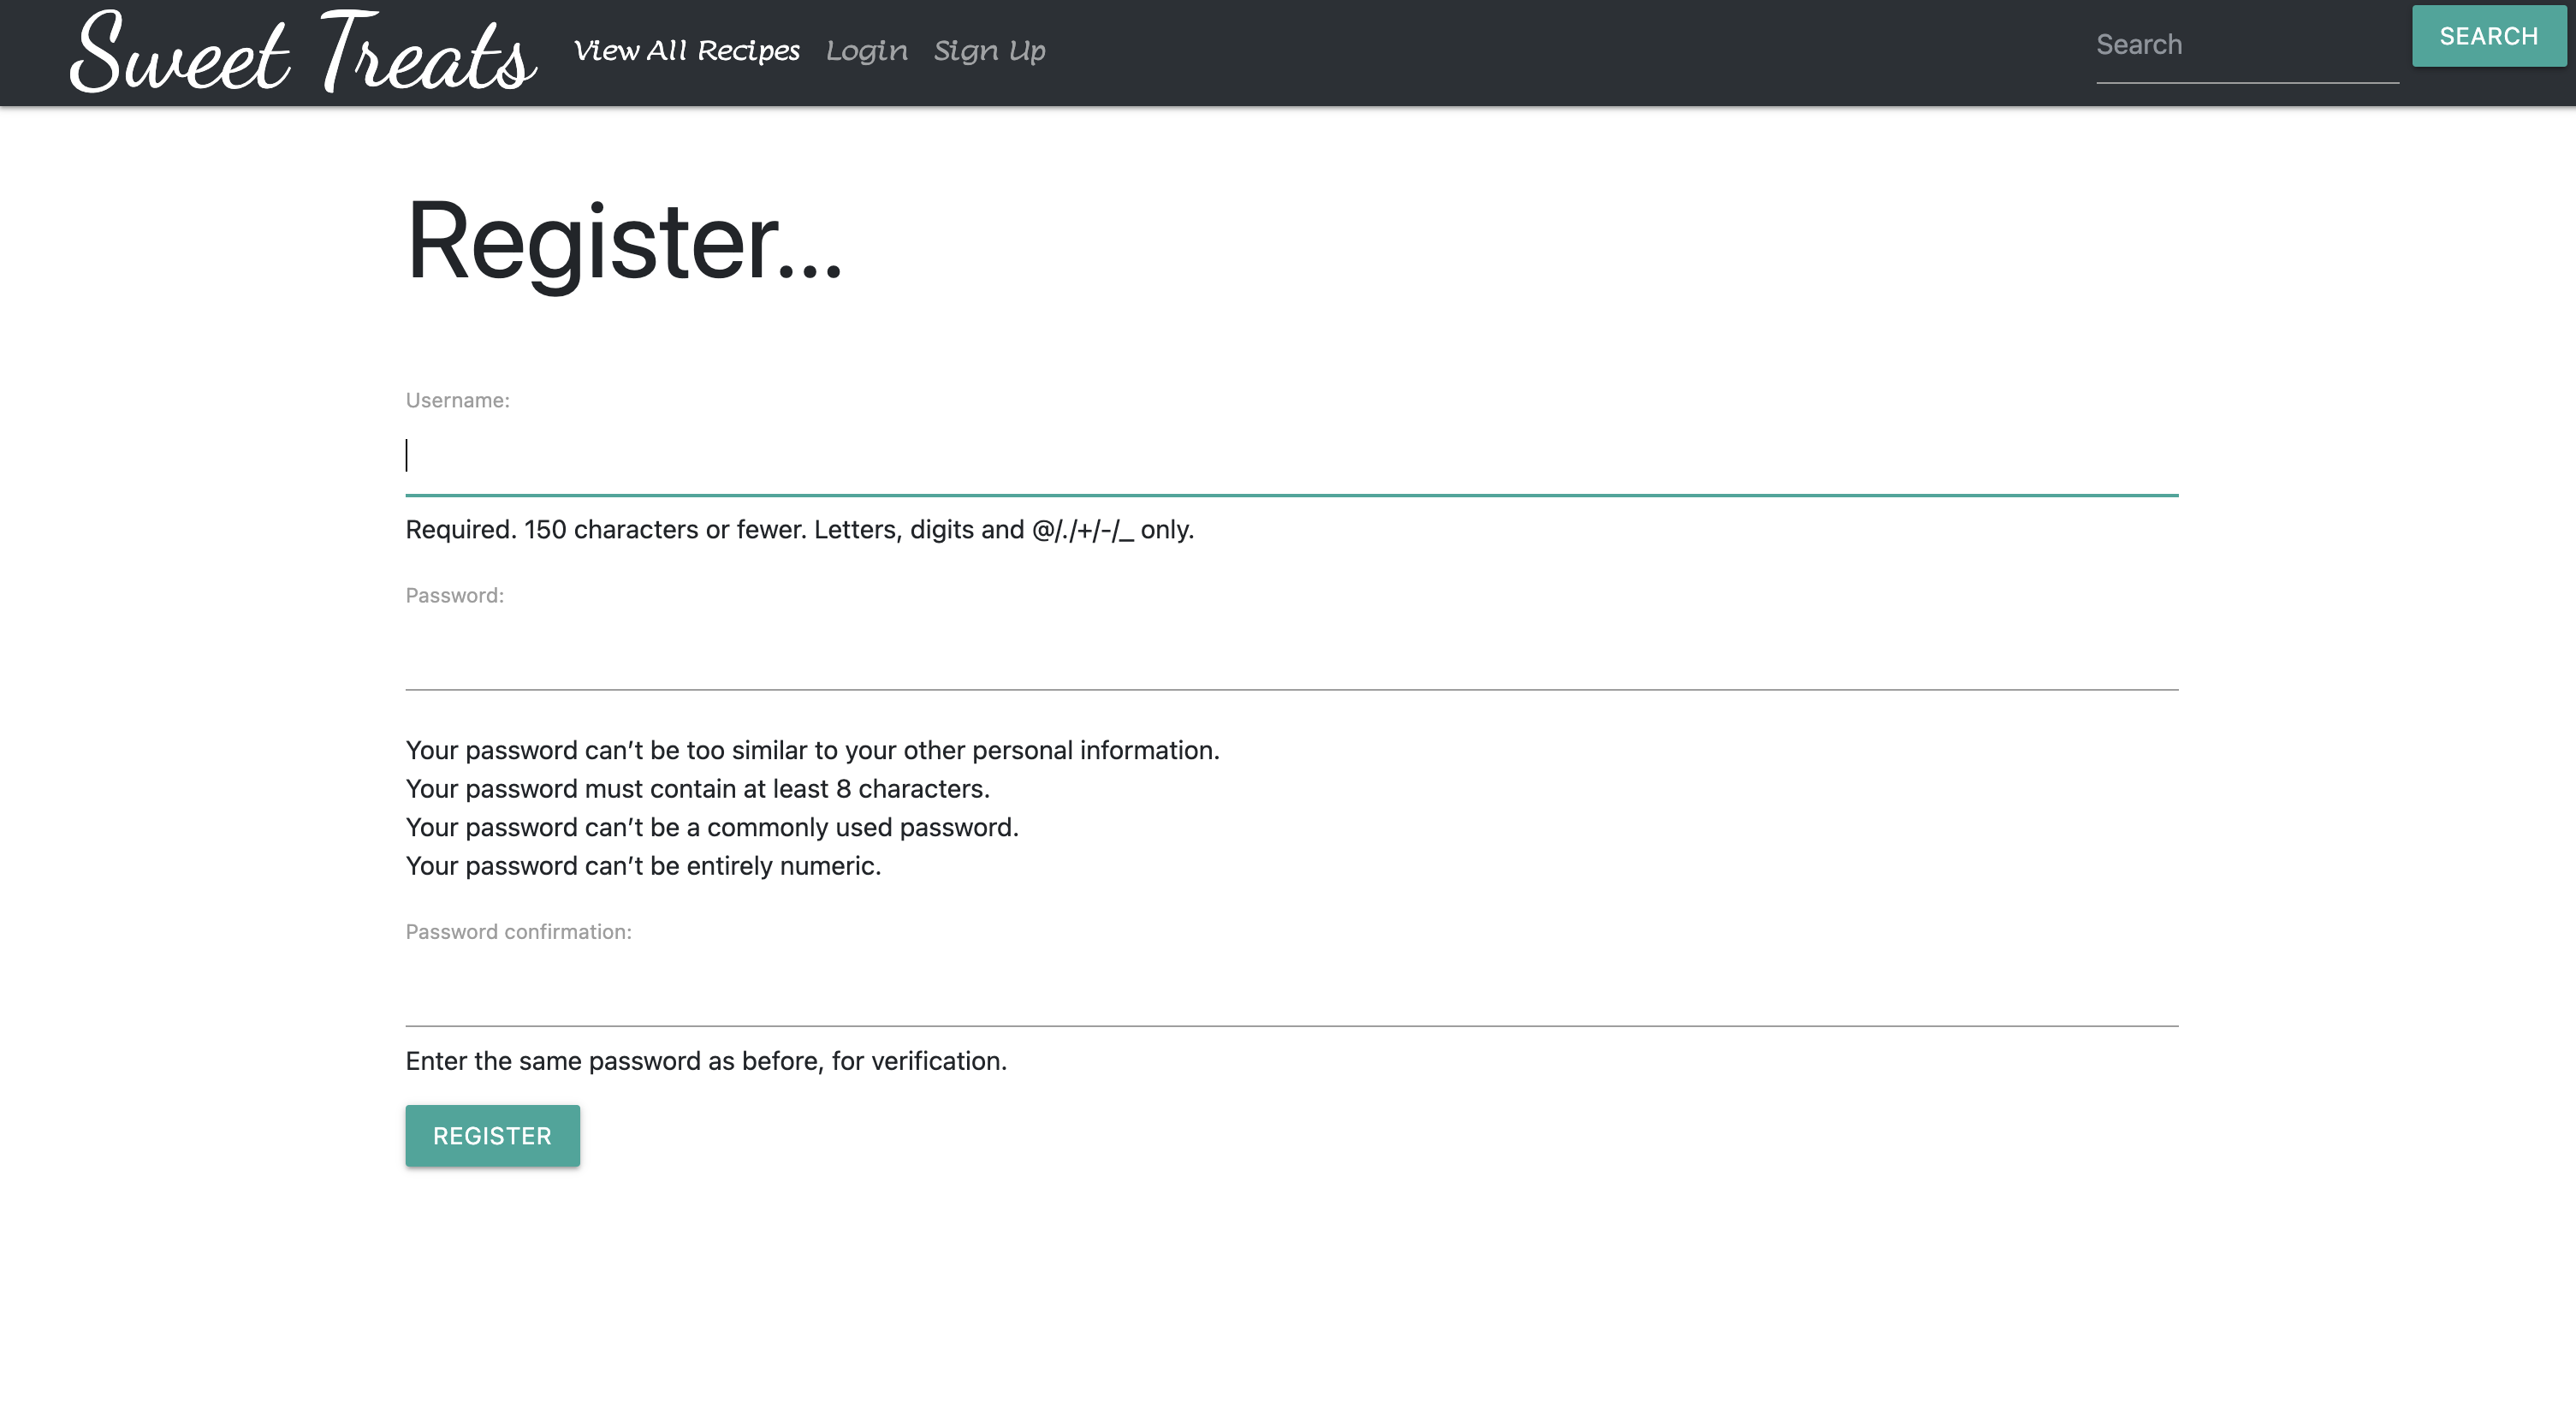 Sweet Treats View All Recipes Login Sign Up Search SEARCH
Register...
Username:
Required. 150 characters or fewer. Letters, digits and @/./+/-/_ only.
Password:
Your password can’t be too similar to your other personal information.
Your password must contain at least 8 characters.
Your password can’t be a commonly used password.
Your password can’t be entirely numeric.
Password confirmation:
Enter the same password as before, for verification.
REGISTER